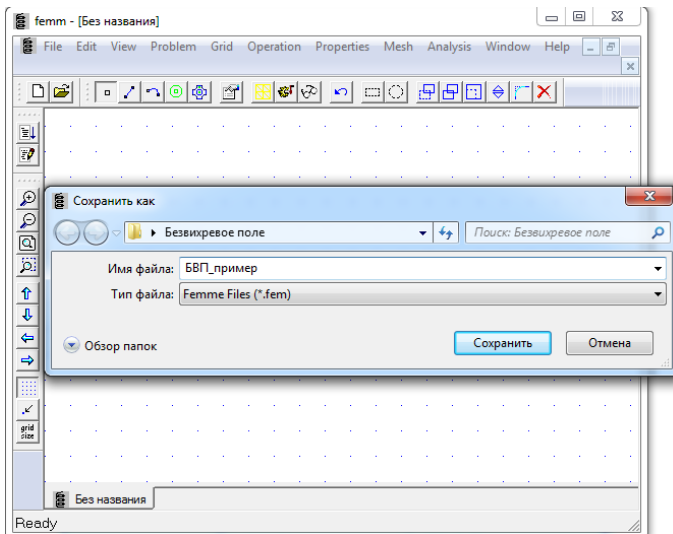 femm - [Без названия]
File Edit View Problem Grid Operation Properties Mesh Analysis Window Help
Сохранить как
Безвихревое поле
Поиск: Безвихревое поле
Имя файла: БВП_пример
Тип файла: Femme Files (*.fem)
Обзор папок
Сохранить Отмена
grid
size
Без названия
Ready